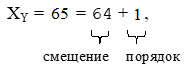 X_Y = 65 = 64 + 1,
смещение порядок